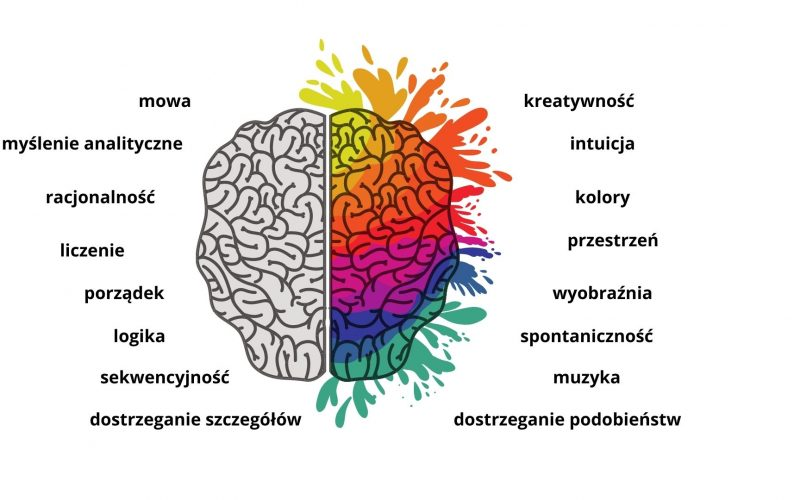 mowa
myślenie analityczne
racjonalność
liczenie
porządek
logika
sekwencyjność
dostrzeganie szczegółów
kreatywność
intuicja
kolory
przestrzeń
wyobraźnia
spontaniczność
muzyka
dostrzeganie podobieństw